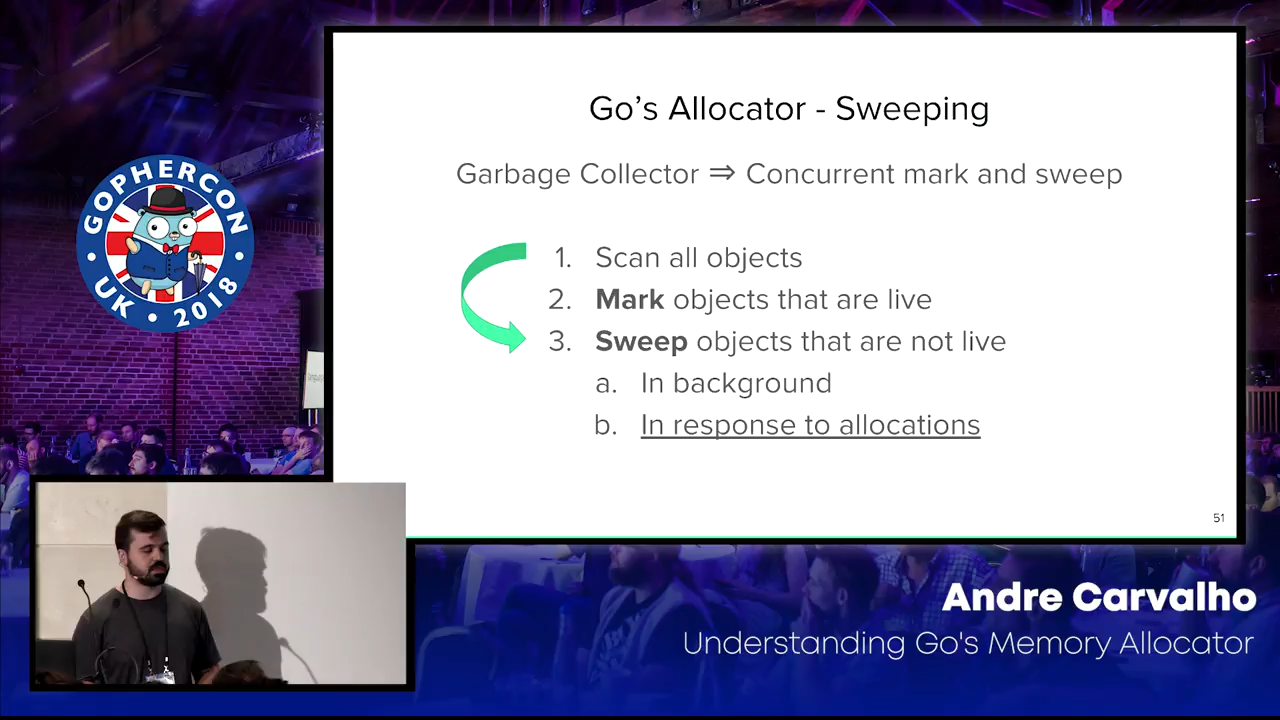 Go's Allocator - Sweeping
Garbage Collector ⇒ Concurrent mark and sweep
1. Scan all objects
2. Mark objects that are live
3. Sweep objects that are not live
a. In background
b. In response to allocations
51
GOPHERCON
UK • 2018
Andre Carvalho
Understanding Go's Memory Allocator